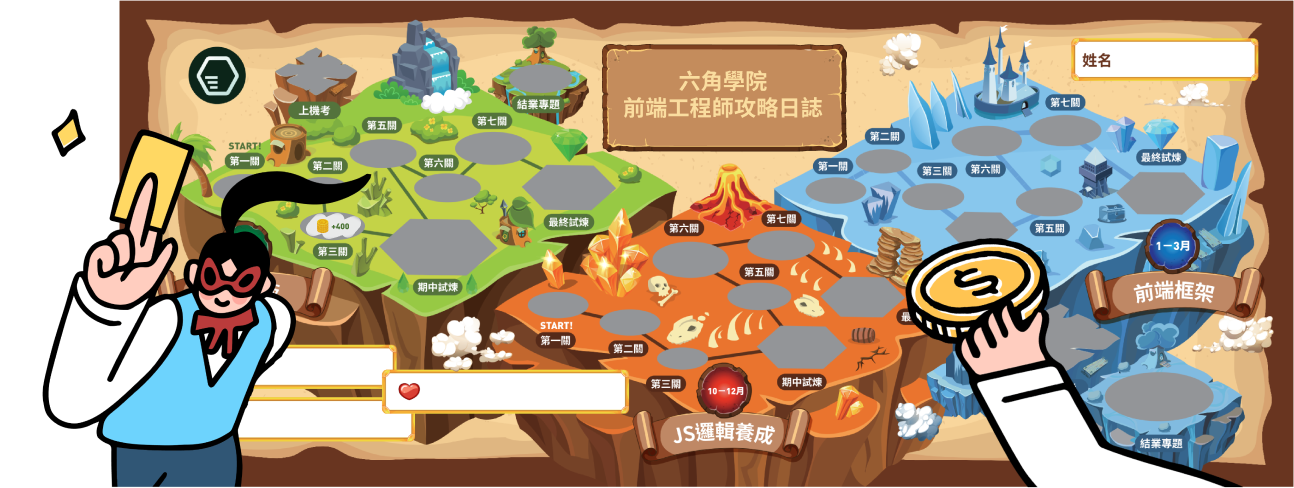 六角學院
前端工程師攻略日誌
姓名
上機考
結業專題
START!
第一關
第二關
+400
第三關
第五關
第六關
第七關
期中試煉
最終試煉
START!
第一關
第二關
第三關
期中試煉
第五關
第六關
第七關
10－12月
JS邏輯養成
第一關
第二關
第三關
第六關
第七關
第五關
最終試煉
1－3月
前端框架
結業專題